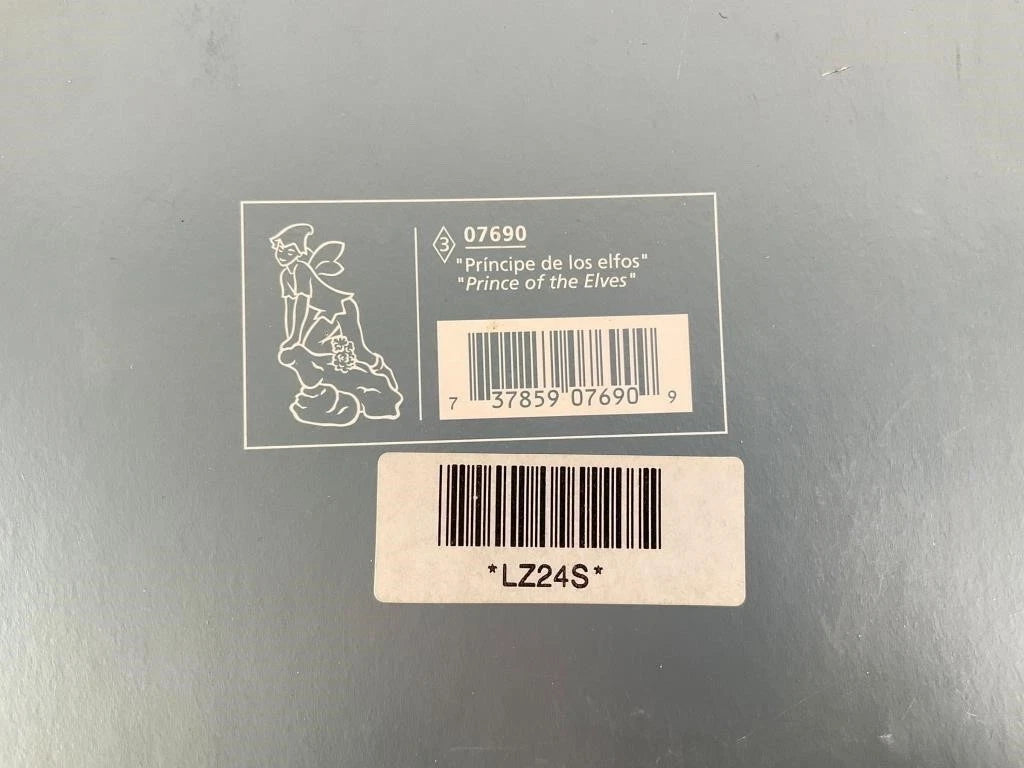 3 07690
"Príncipe de los elfos"
"Prince of the Elves"
7 37859 07690 9
*LZ24S*